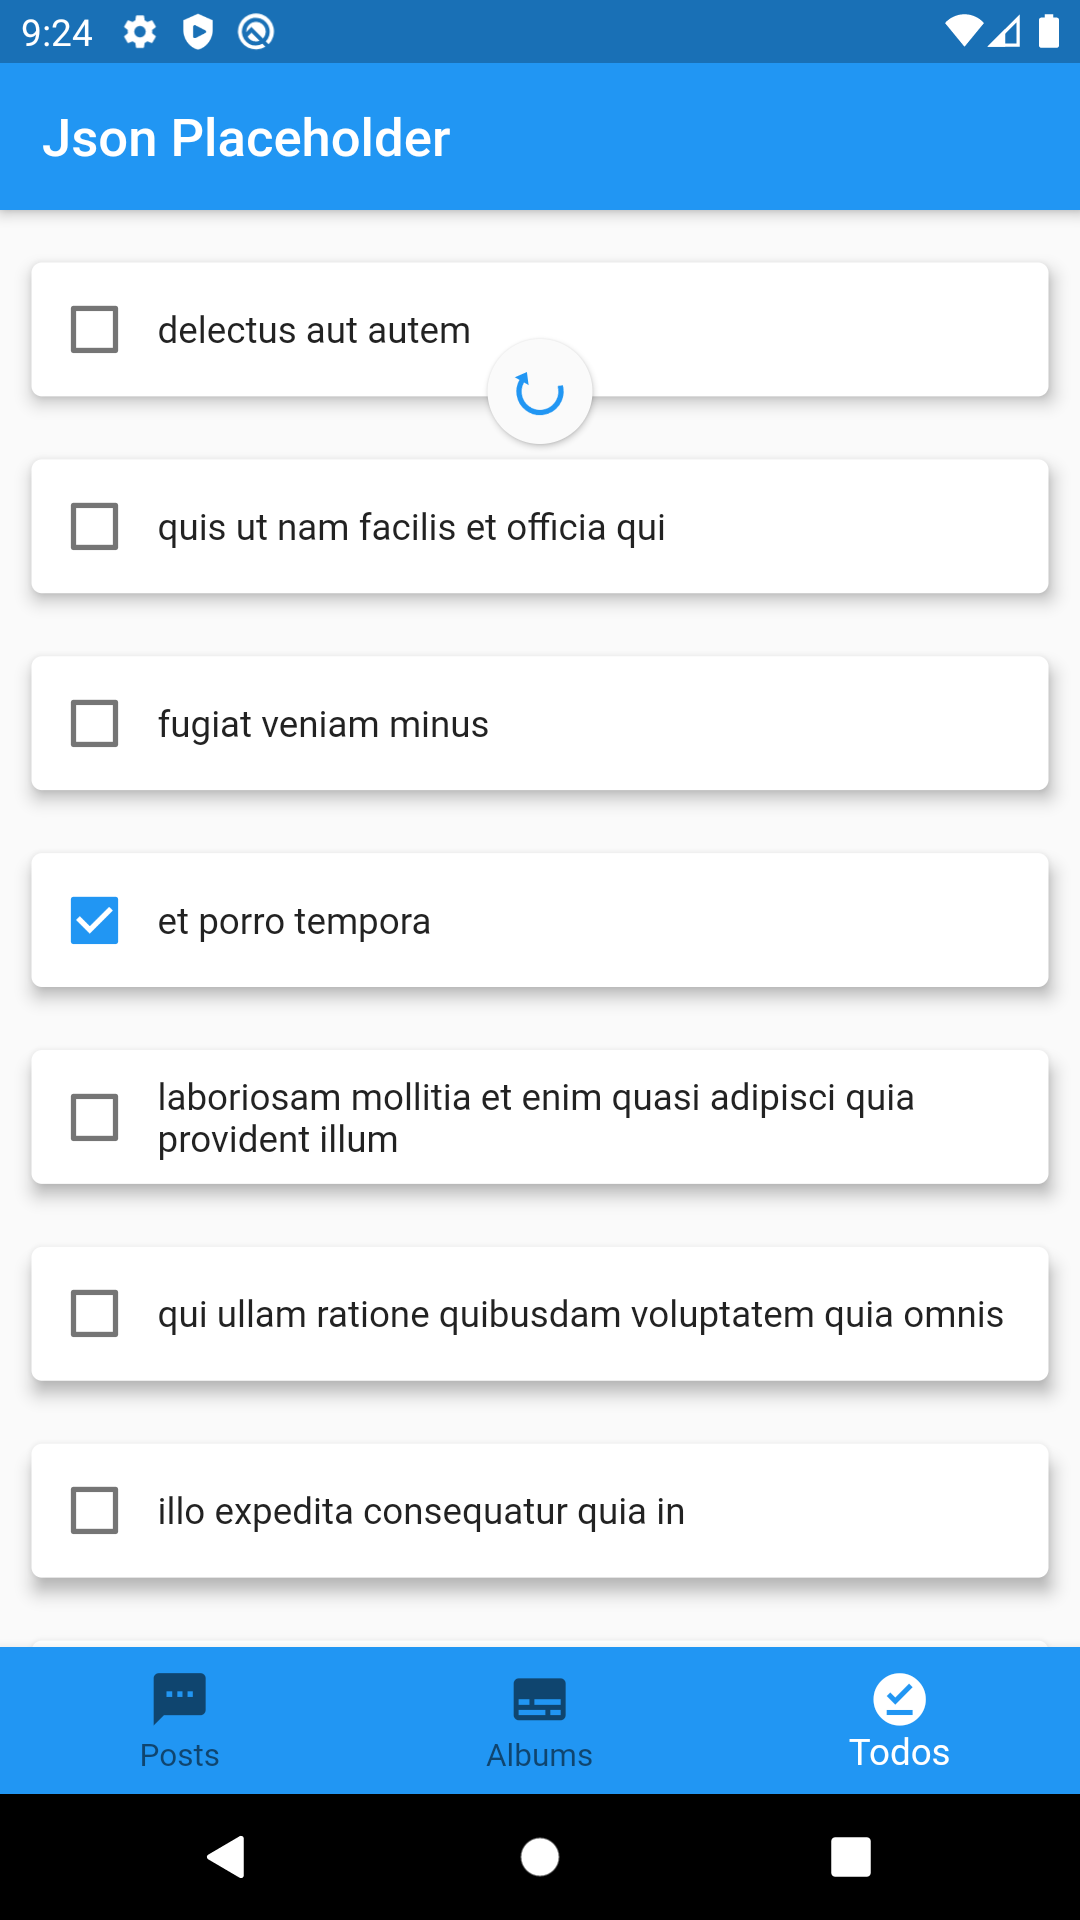 9:24
Json Placeholder
delectus aut autem
quis ut nam facilis et officia qui
fugiat veniam minus
et porro tempora
laboriosam mollitia et enim quasi adipisci quia
provident illum
qui ullam ratione quibusdam voluptatem quia omnis
illo expedita consequatur quia in
Posts
Albums
Todos